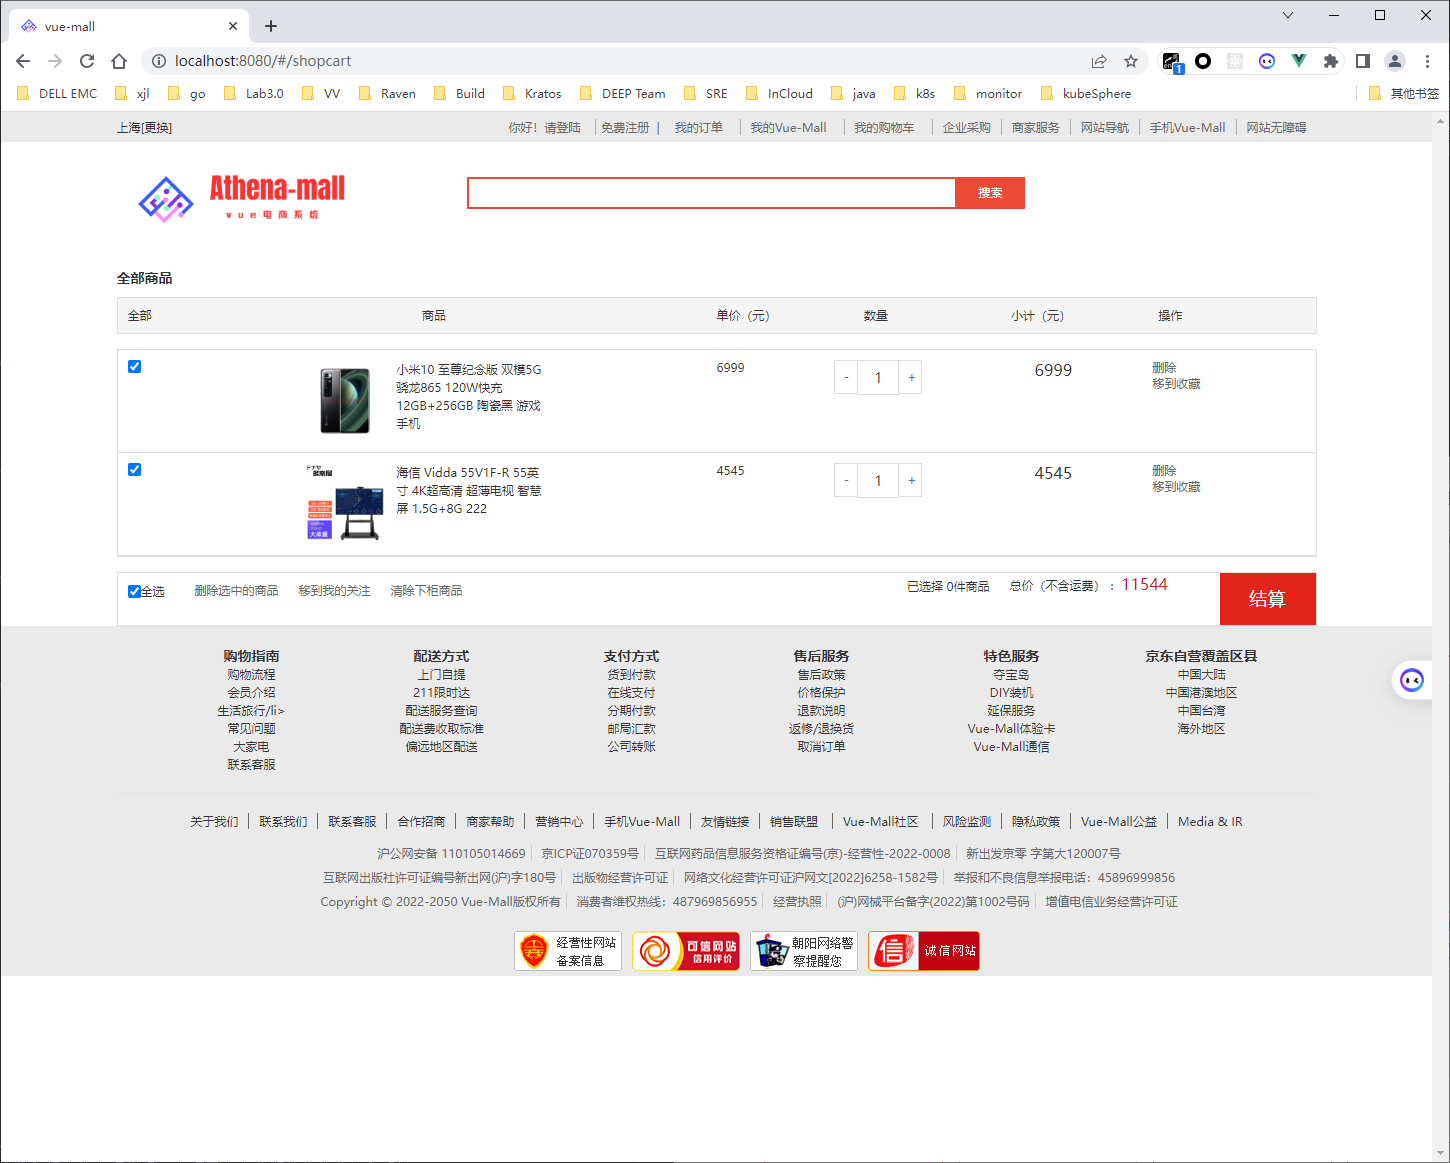 vue-mall
localhost:8080/#/shopcart
1
DELL EMC xjl go Lab3.0 VV Raven Build Kratos DEEP Team SRE InCloud java k8s monitor kubeSphere 其他书签
上海[更换] 你好！请登陆 免费注册 | 我的订单 我的Vue-Mall 我的购物车 企业采购 商家服务 网站导航 手机Vue-Mall 网站无障碍
Athena-mall
vue电商系统
搜索
全部商品
全部 商品 单价（元） 数量 小计（元） 操作
小米10 至尊纪念版 双模5G 6999 - 1 + 6999 删除
骁龙865 120W快充 移到收藏
12GB+256GB 陶瓷黑 游戏
手机
海信 Vidda 55V1F-R 55英 4545 - 1 + 4545 删除
寸 4K超高清 超薄电视 智慧 移到收藏
屏 1.5G+8G 222
大承重
全选 删除选中的商品 移到我的关注 清除下柜商品 已选择 0件商品 总价（不含运费）： 11544 结算
购物指南 配送方式 支付方式 售后服务 特色服务 京东自营覆盖区县
购物流程 上门自提 货到付款 售后政策 夺宝岛 中国大陆
会员介绍 211限时达 在线支付 价格保护 DIY装机 中国港澳地区
生活旅行/li> 配送服务查询 分期付款 退款说明 延保服务 中国台湾
常见问题 配送费收取标准 邮局汇款 返修/退换货 Vue-Mall体验卡 海外地区
大家电 偏远地区配送 公司转账 取消订单 Vue-Mall通信
联系客服
关于我们 联系我们 联系客服 合作招商 商家帮助 营销中心 手机Vue-Mall 友情链接 销售联盟 Vue-Mall社区 风险监测 隐私政策 Vue-Mall公益 Media & IR
沪公网安备 110105014669 京ICP证070359号 互联网药品信息服务资格证编号(京)-经营性-2022-0008 新出发京零 字第大120007号
互联网出版社许可证编号新出网(沪)字180号 出版物经营许可证 网络文化经营许可证沪网文[2022]6258-1582号 举报和不良信息举报电话：45896999856
Copyright © 2022-2050 Vue-Mall版权所有 消费者维权热线：487969856955 经营执照 (沪)网械平台备字(2022)第1002号码 增值电信业务经营许可证
经营性网站 可信网站 朝阳网络警 信 诚信网站
备案信息 信用评价 察提醒您